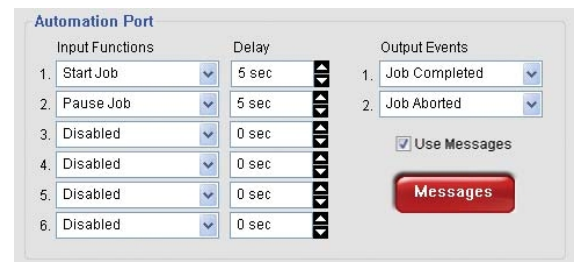 Automation Port
Input Functions Delay Output Events
1. Start Job 5 sec 1. Job Completed
2. Pause Job 5 sec 2. Job Aborted
3. Disabled 0 sec
Use Messages
4. Disabled 0 sec
5. Disabled 0 sec Messages
6. Disabled 0 sec